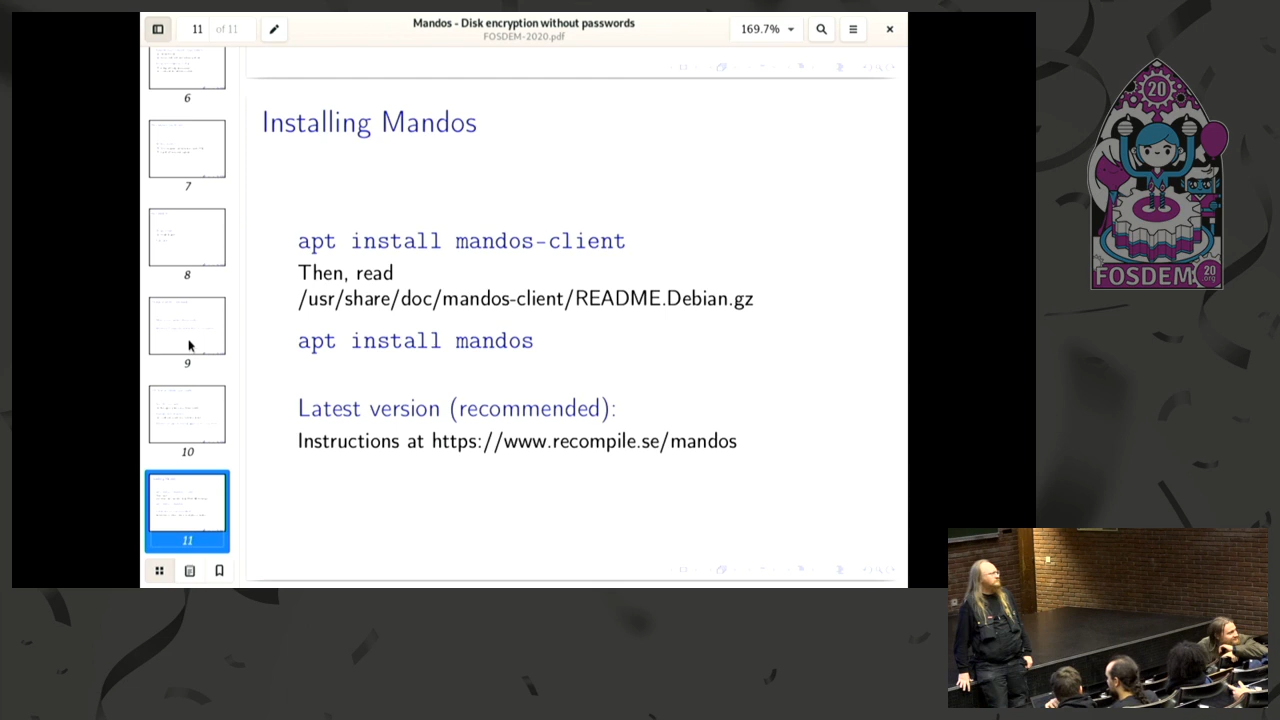 11
of 11
Mandos - Disk encryption without passwords
FOSDEM-2020.pdf
169.7%
6
7
8
9
10
11
Installing Mandos
apt install mandos-client
Then, read
/usr/share/doc/mandos-client/README.Debian.gz
apt install mandos
Latest version (recommended):
Instructions at https://www.recompile.se/mandos
20
FOSDEM
20
.org